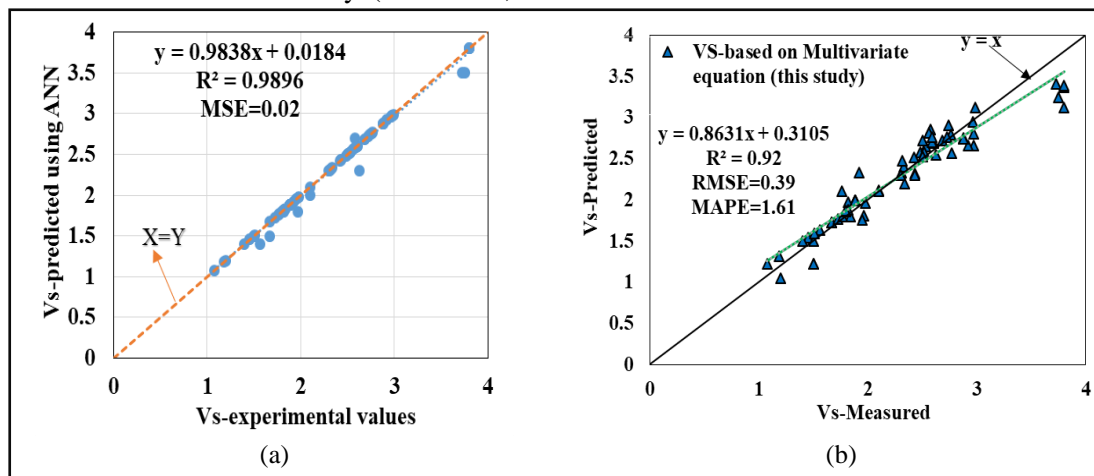 4
3.5
3
2.5
2
1.5
1
0.5
0
0
1
2
3
4
y = 0.9838x + 0.0184
R² = 0.9896
MSE=0.02
X=Y
Vs-predicted using ANN
Vs-experimental values
(a)
4
3.5
3
2.5
2
1.5
1
0.5
0
0
1
2
3
4
VS-based on Multivariate
equation (this study)
y = x
y = 0.8631x + 0.3105
R² = 0.92
RMSE=0.39
MAPE=1.61
Vs-Predicted
Vs-Measured
(b)